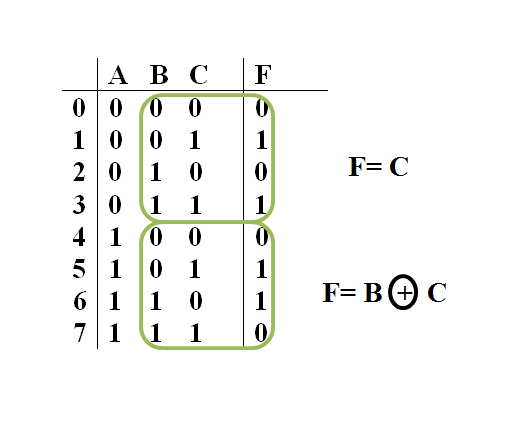 A B C F
0 0 0 0 0
1 0 0 1 1
2 0 1 0 0
3 0 1 1 1
F= C
4 1 0 0 0
5 1 0 1 1
6 1 1 0 1
F= B ⊕ C
7 1 1 1 0